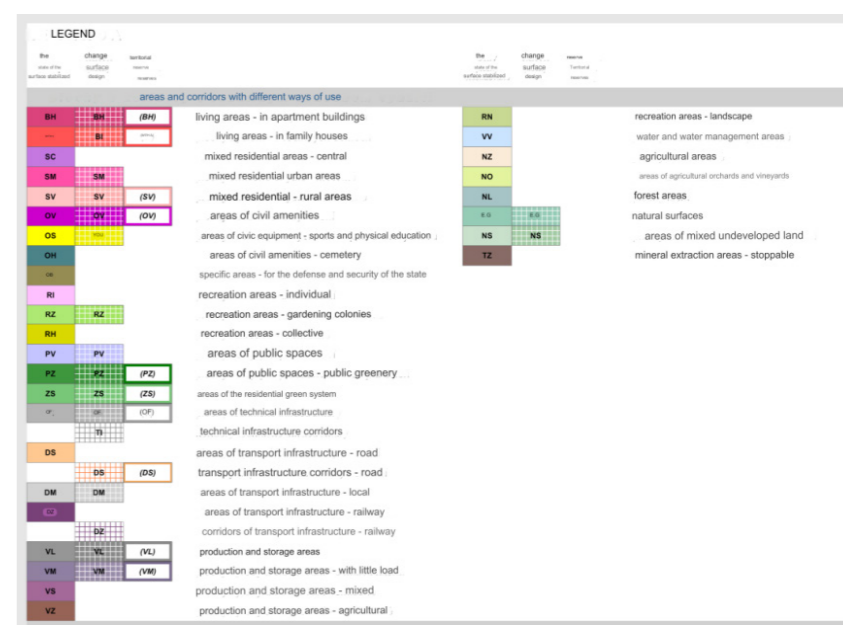 LEGEND
the change territorial
state of the surface reserve
surface stabilized design reserves
the change reserve
state of the surface Territorial
surface stabilized design reserves
areas and corridors with different ways of use
BH BH (BH) living areas - in apartment buildings
BI living areas - in family houses
SC mixed residential areas - central
SM SM mixed residential urban areas
SV SV (SV) mixed residential - rural areas
OV OV (OV) areas of civil amenities
OS areas of civic equipment - sports and physical education
OH areas of civil amenities - cemetery
specific areas - for the defense and security of the state
RI recreation areas - individual
RZ RZ recreation areas - gardening colonies
RH recreation areas - collective
PV PV areas of public spaces
PZ PZ (PZ) areas of public spaces - public greenery
ZS ZS (ZS) areas of the residential green system
(OF) areas of technical infrastructure
TI technical infrastructure corridors
DS areas of transport infrastructure - road
DS (DS) transport infrastructure corridors - road
DM DM areas of transport infrastructure - local
areas of transport infrastructure - railway
DZ corridors of transport infrastructure - railway
VL VL (VL) production and storage areas
VM VM (VM) production and storage areas - with little load
VS production and storage areas - mixed
VZ production and storage areas - agricultural
RN recreation areas - landscape
VV water and water management areas
NZ agricultural areas
NO areas of agricultural orchards and vineyards
NL forest areas
natural surfaces
NS NS areas of mixed undeveloped land
TZ mineral extraction areas - stoppable